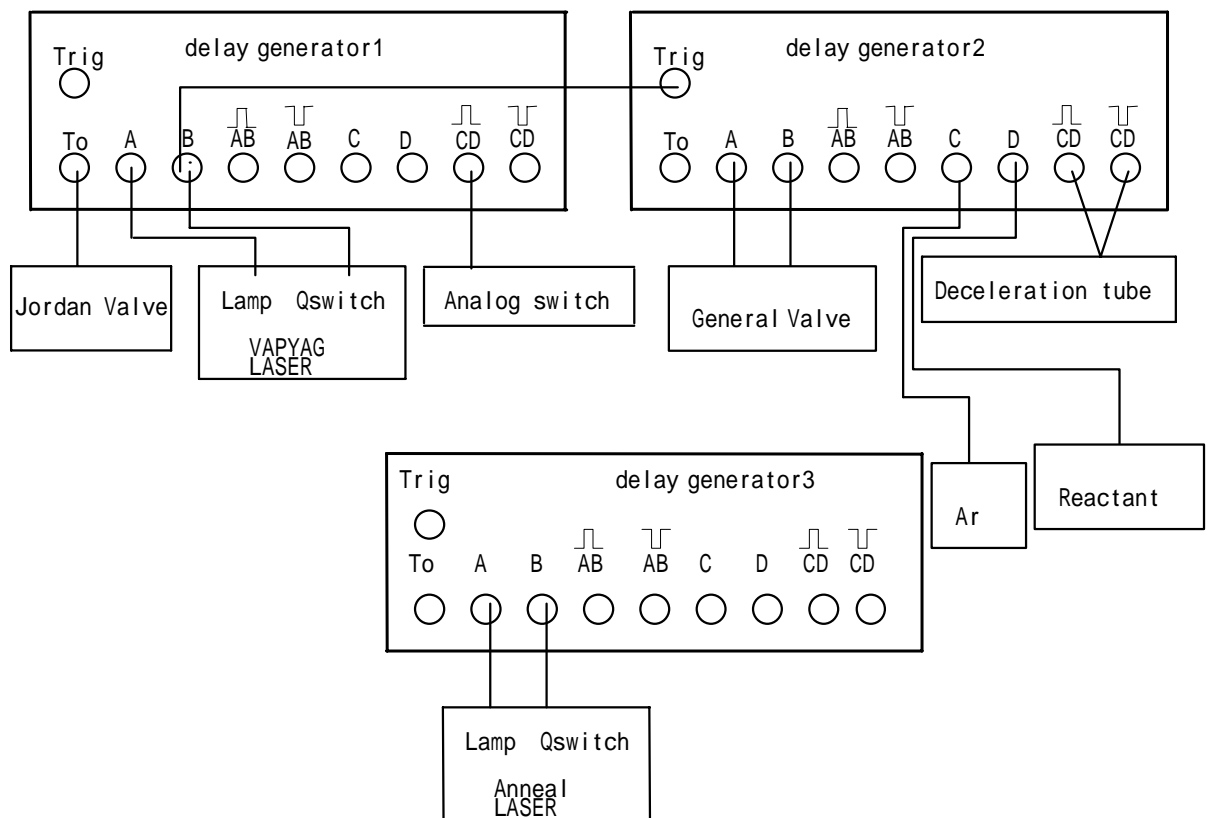 delay generator1
Trig
To A B AB AB C D CD CD
Jordan Valve
Lamp Qswitch
VAPYAG
LASER
Analog switch
delay generator2
Trig
To A B AB AB C D CD CD
General Valve
Deceleration tube
Ar
Reactant
delay generator3
Trig
To A B AB AB C D CD CD
Lamp Qswitch
Anneal
LASER